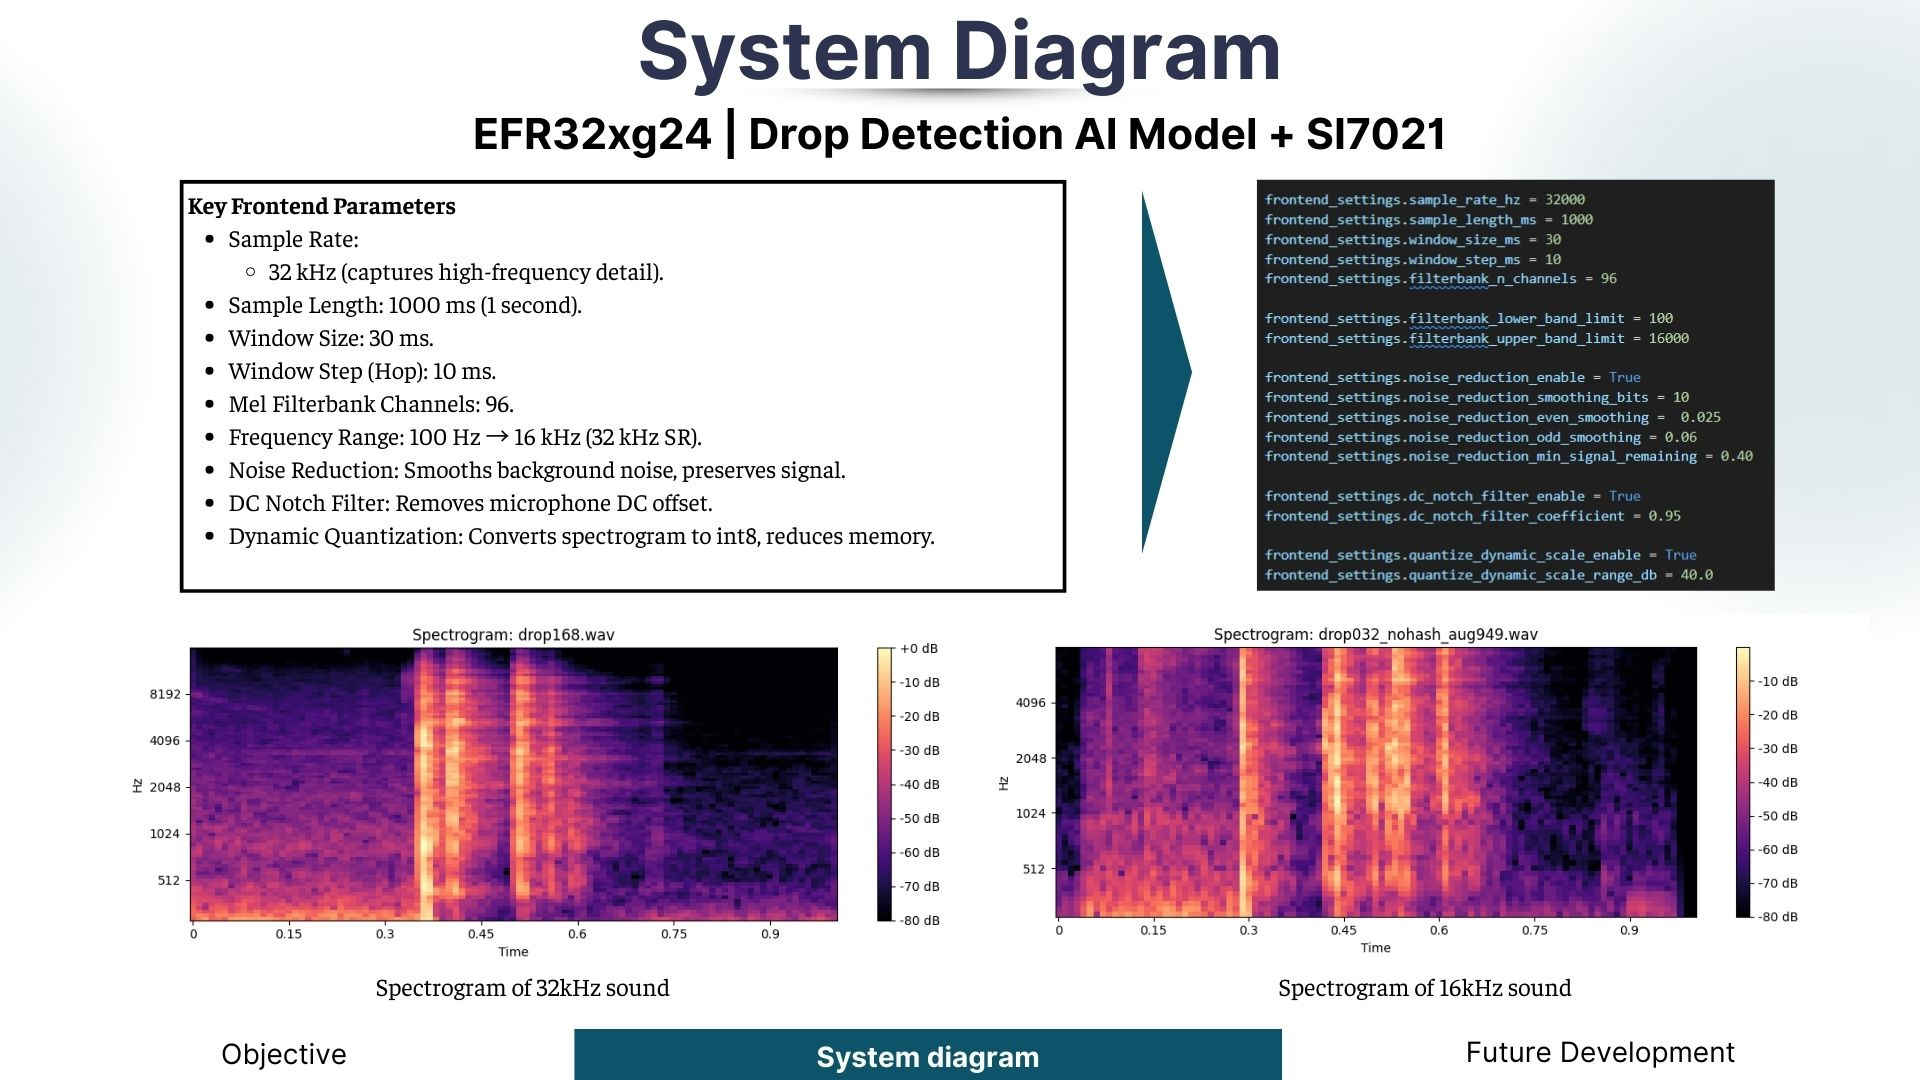 System Diagram
EFR32xg24 | Drop Detection AI Model + SI7021
Key Frontend Parameters
• Sample Rate:
○ 32 kHz (captures high-frequency detail).
• Sample Length: 1000 ms (1 second).
• Window Size: 30 ms.
• Window Step (Hop): 10 ms.
• Mel Filterbank Channels: 96.
• Frequency Range: 100 Hz → 16 kHz (32 kHz SR).
• Noise Reduction: Smooths background noise, preserves signal.
• DC Notch Filter: Removes microphone DC offset.
• Dynamic Quantization: Converts spectrogram to int8, reduces memory.
frontend_settings.sample_rate_hz = 32000
frontend_settings.sample_length_ms = 1000
frontend_settings.window_size_ms = 30
frontend_settings.window_step_ms = 10
frontend_settings.filterbank_n_channels = 96
frontend_settings.filterbank_lower_band_limit = 100
frontend_settings.filterbank_upper_band_limit = 16000
frontend_settings.noise_reduction_enable = True
frontend_settings.noise_reduction_smoothing_bits = 10
frontend_settings.noise_reduction_even_smoothing =  0.025
frontend_settings.noise_reduction_odd_smoothing = 0.06
frontend_settings.noise_reduction_min_signal_remaining = 0.40
frontend_settings.dc_notch_filter_enable = True
frontend_settings.dc_notch_filter_coefficient = 0.95
frontend_settings.quantize_dynamic_scale_enable = True
frontend_settings.quantize_dynamic_scale_range_db = 40.0
Spectrogram: drop168.wav
Hz
8192
4096
2048
1024
512
0 0.15 0.3 0.45 0.6 0.75 0.9
Time
+0 dB
-10 dB
-20 dB
-30 dB
-40 dB
-50 dB
-60 dB
-70 dB
-80 dB
Spectrogram of 32kHz sound
Spectrogram: drop032_nohash_aug949.wav
Hz
4096
2048
1024
512
0 0.15 0.3 0.45 0.6 0.75 0.9
Time
-10 dB
-20 dB
-30 dB
-40 dB
-50 dB
-60 dB
-70 dB
-80 dB
Spectrogram of 16kHz sound
Objective
System diagram
Future Development